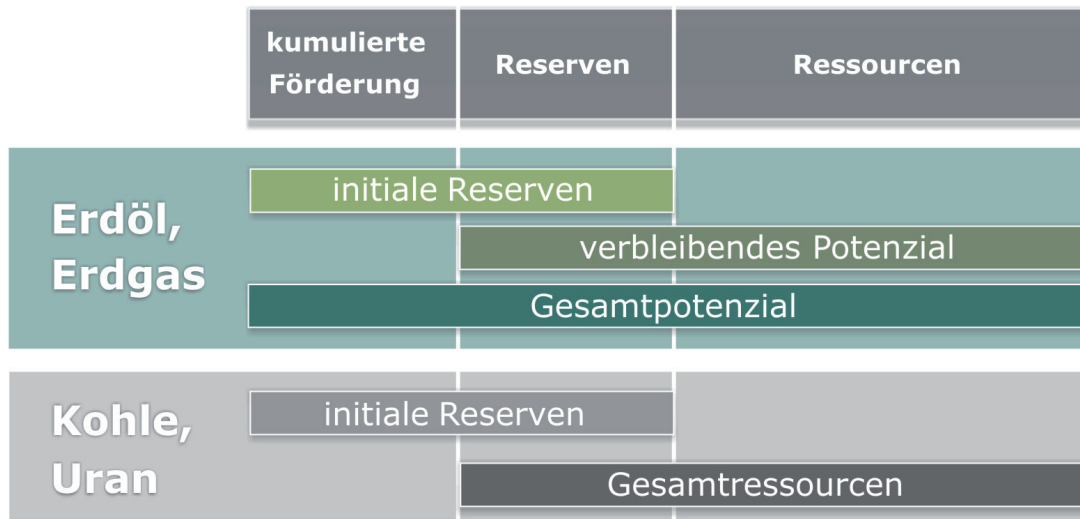 kumulierte
Förderung
Reserven
Ressourcen
Erdöl,
Erdgas
initiale Reserven
verbleibendes Potenzial
Gesamtpotenzial
Kohle,
Uran
initiale Reserven
Gesamtressourcen